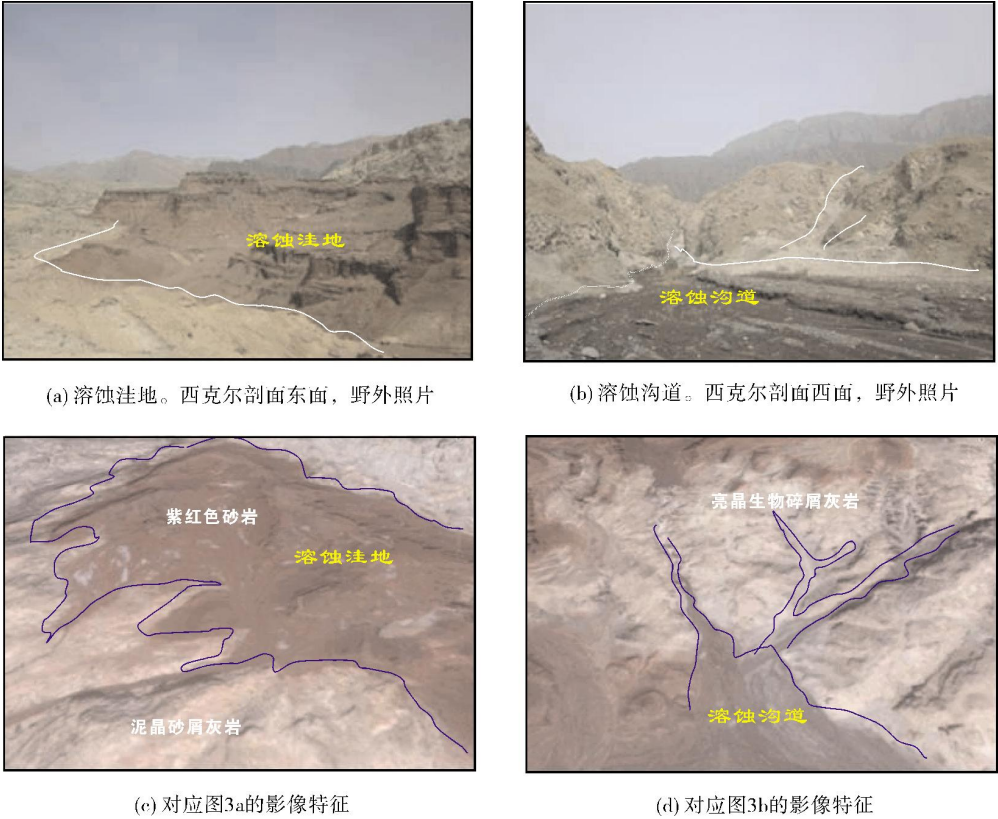 溶蚀洼地
溶蚀沟道
(a) 溶蚀洼地。西克尔剖面东面，野外照片
(b) 溶蚀沟道。西克尔剖面西面，野外照片
紫红色砂岩
溶蚀洼地
泥晶砂屑灰岩
亮晶生物碎屑灰岩
溶蚀沟道
(c) 对应图3a的影像特征
(d) 对应图3b的影像特征